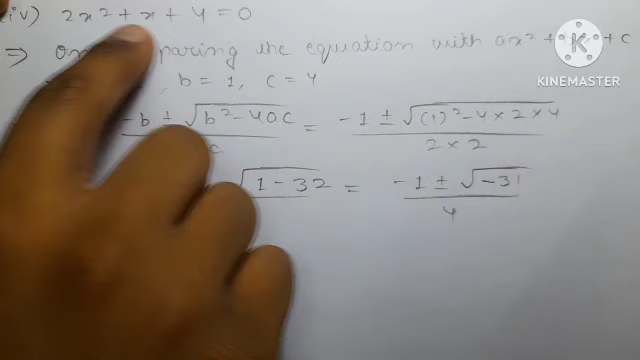 (iv) 2x² + x + 4 = 0
⇒ On paring the equation with ax² + c
b = 1, c = 4
-b ± √b² - 4ac = -1 ± √(1)² - 4 × 2 × 4
2 × 2
√1 - 32 = -1 ± √-31
4
KINEMASTER